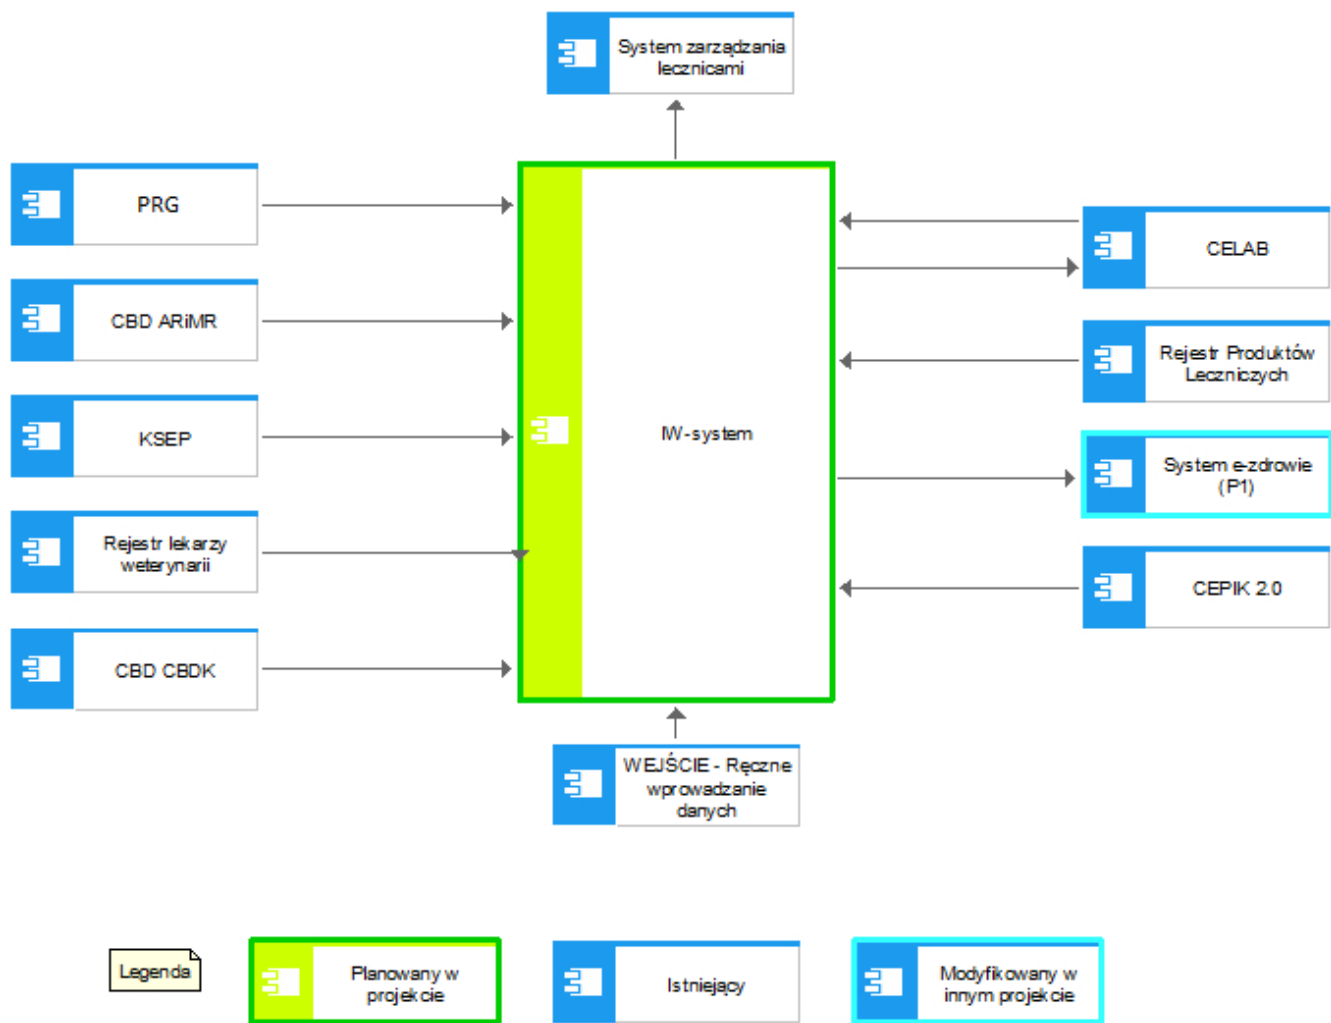 System zarządzania
lecznicami
PRG
CBD ARiMR
KSEP
Rejestr lekarzy
weterynarii
CBD CBDK
IW-system
CELAB
Rejestr Produktów
Leczniczych
System e-zdrowie
(P1)
CEPIK 2.0
WEJŚCIE - Ręczne
wprowadzanie
danych
Legenda
Planowany w
projekcie
Istniejący
Modyfikowany w
innym projekcie